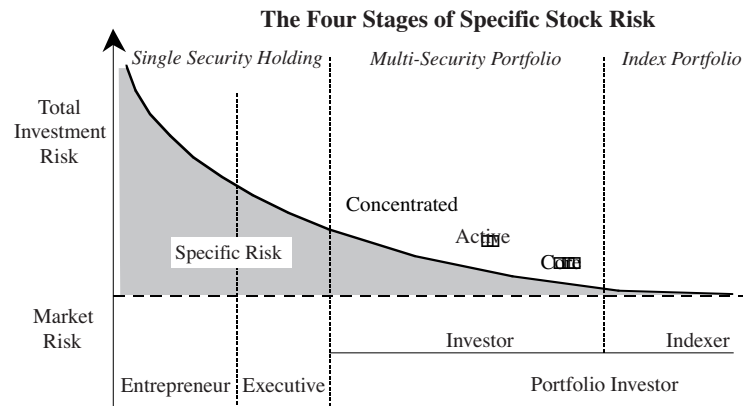 The Four Stages of Specific Stock Risk
Single Security Holding
Multi-Security Portfolio
Index Portfolio
Total
Investment
Risk
Concentrated
Active
Core
Specific Risk
Market
Risk
Investor
Indexer
Entrepreneur
Executive
Portfolio Investor